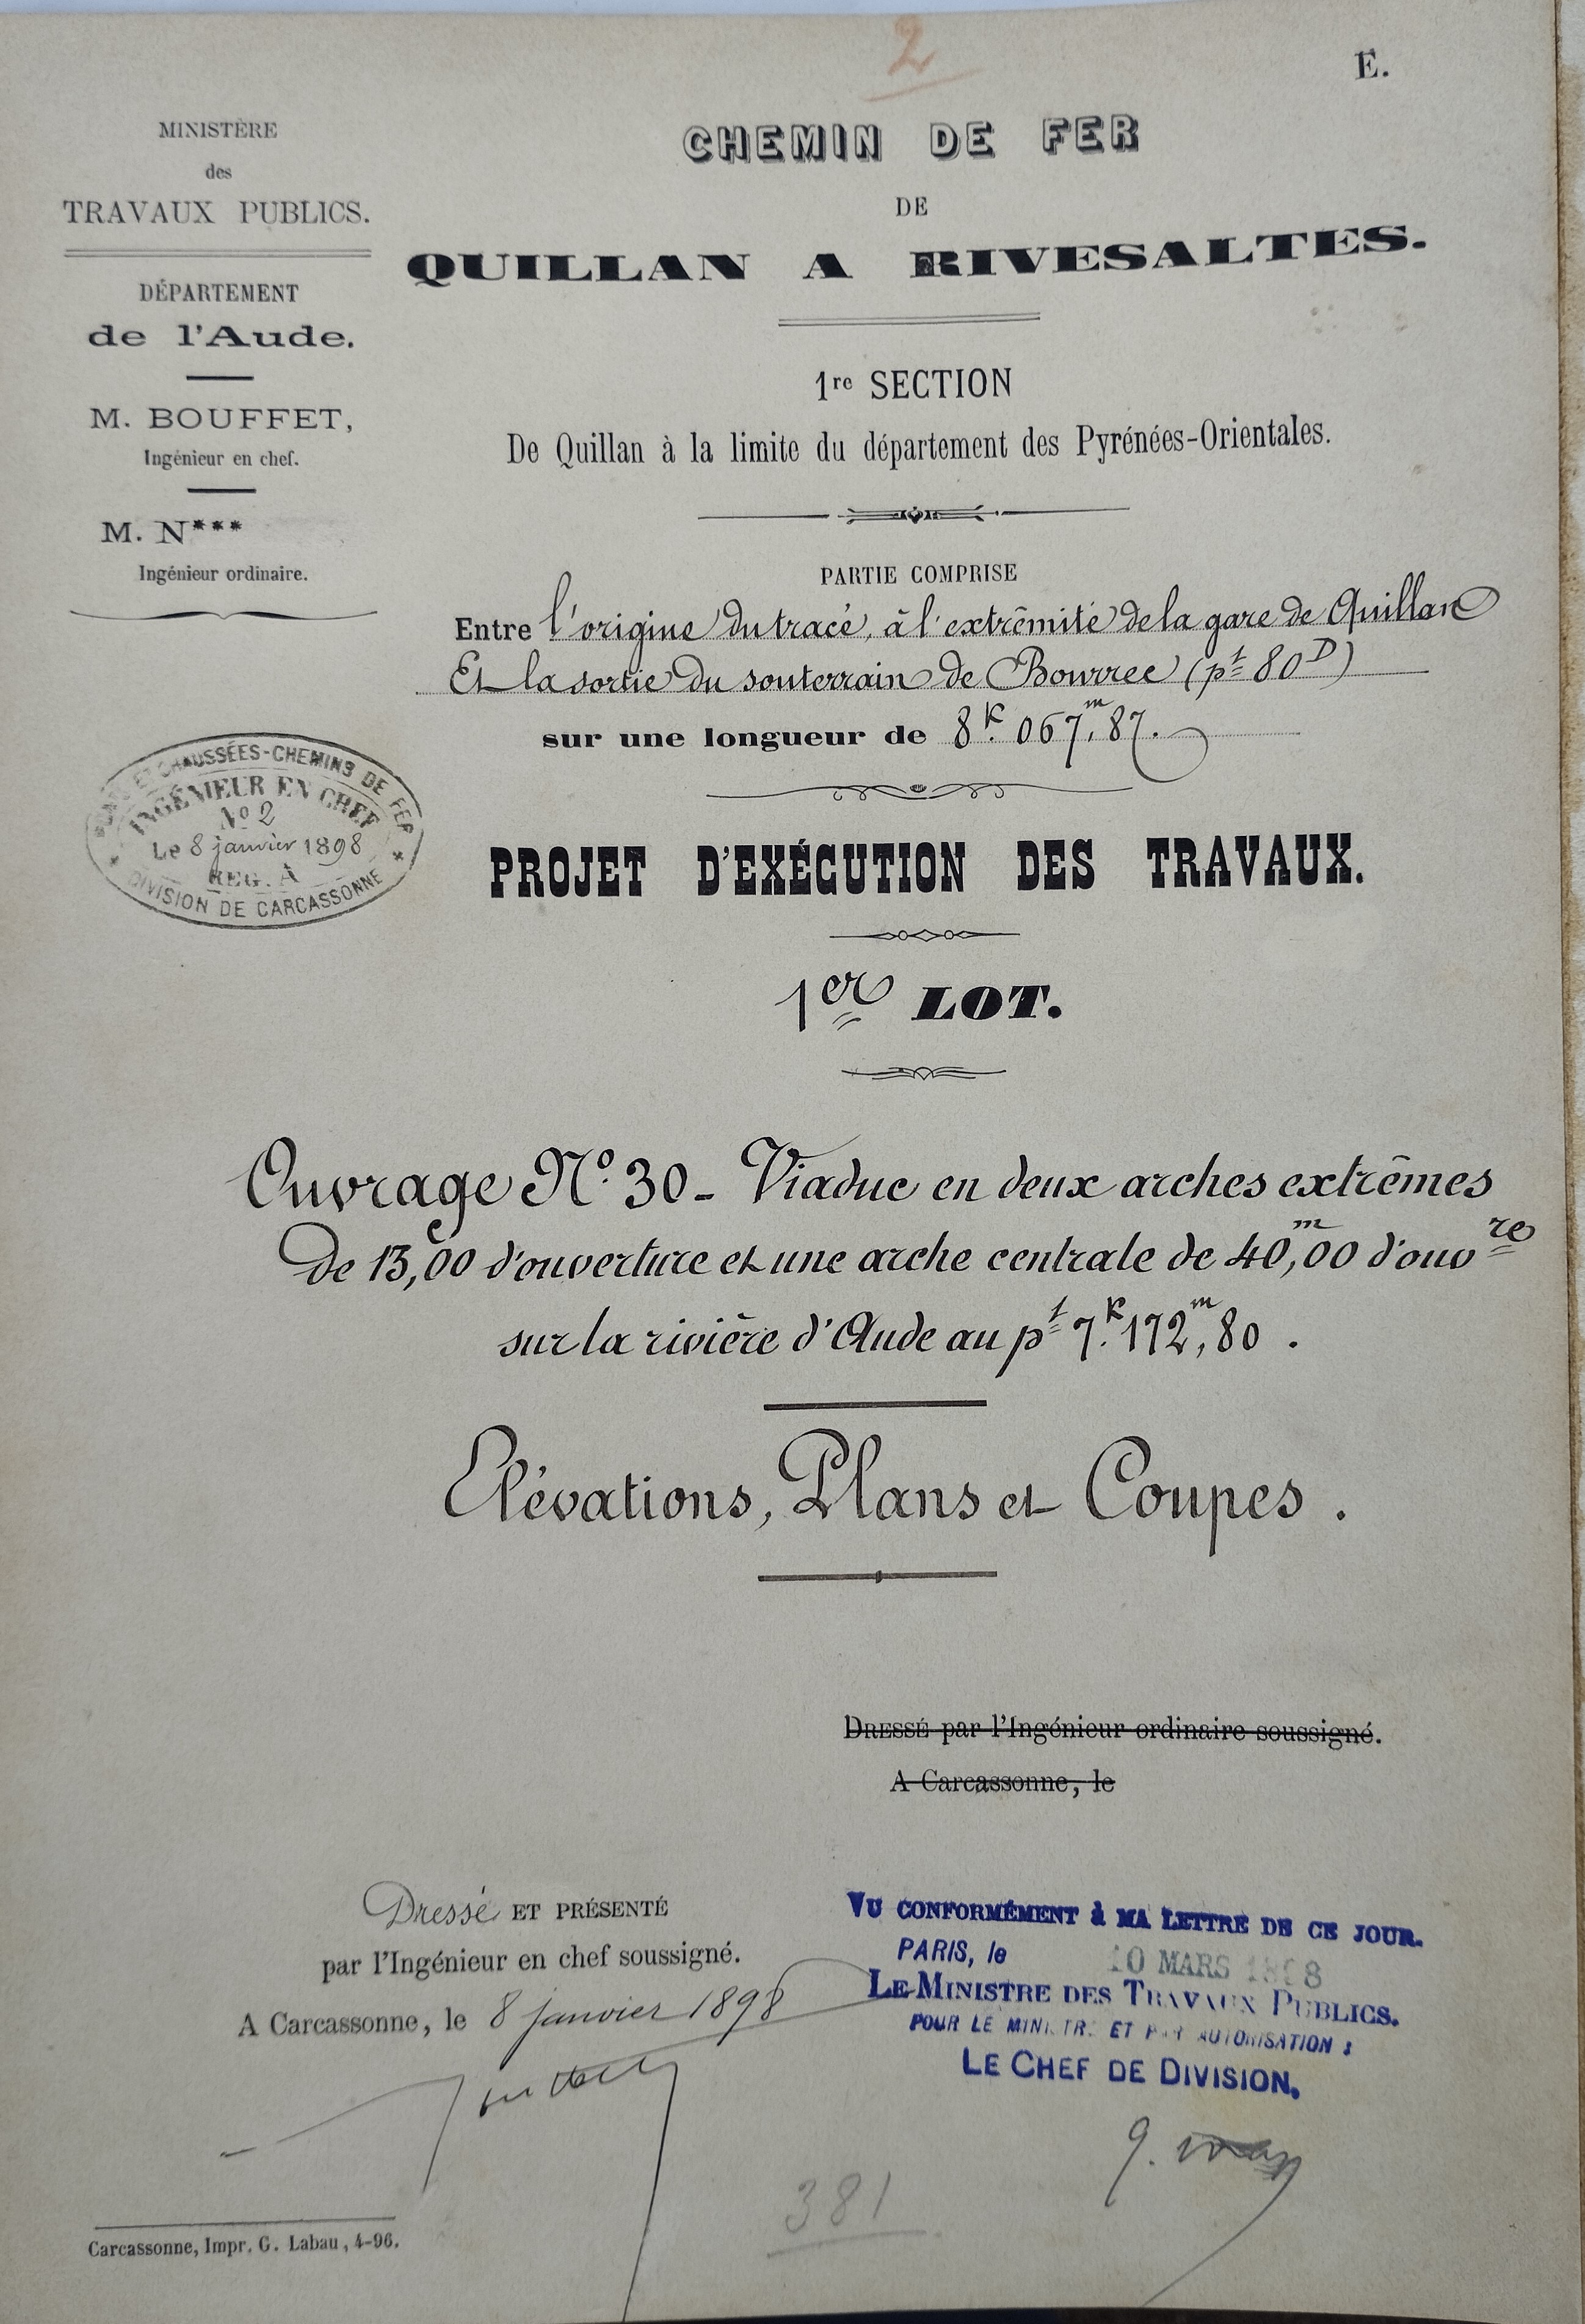 2
E.
MINISTÈRE
des
TRAVAUX PUBLICS.
DÉPARTEMENT
de l'Aude.
M. BOUFFET,
Ingénieur en chef.
M. N***
Ingénieur ordinaire.
CHEMIN DE FER
DE
QUILLAN A RIVESALTES.
1re SECTION
De Quillan à la limite du département des Pyrénées-Orientales.
PARTIE COMPRISE
Entre l'origine du tracé, à l'extrêmité de la gare de Quillan
Et la sortie du souterrain de Bourrec (pt 80D)
sur une longueur de 8K.067m,87.
PONTS ET CHAUSSÉES-CHEMINS DE FER
INGÉNIEUR EN CHEF
No 2
Le 8 janvier 1898
REG. A
DIVISION DE CARCASSONNE
PROJET D'EXÉCUTION DES TRAVAUX.
1er LOT.
Ouvrage No. 30 - Viaduc en deux arches extrêmes
de 13,00 d'ouverture et une arche centrale de 40m,00 d'ouvre
sur la rivière d'Aude au pt 7K.172m,80.
Elévations, Plans et Coupes.
DRESSÉ par l'Ingénieur ordinaire soussigné.
A Carcassonne, le
Dressé ET PRÉSENTÉ
par l'Ingénieur en chef soussigné.
A Carcassonne, le 8 janvier 1898
VU CONFORMÉMENT à MA LETTRE DE CE JOUR.
PARIS, le 10 MARS 1898
LE MINISTRE DES TRAVAUX PUBLICS.
POUR LE MINISTRE ET PAR AUTORISATION :
LE CHEF DE DIVISION,
381
Carcassonne, Impr. G. Labau, 4-96.